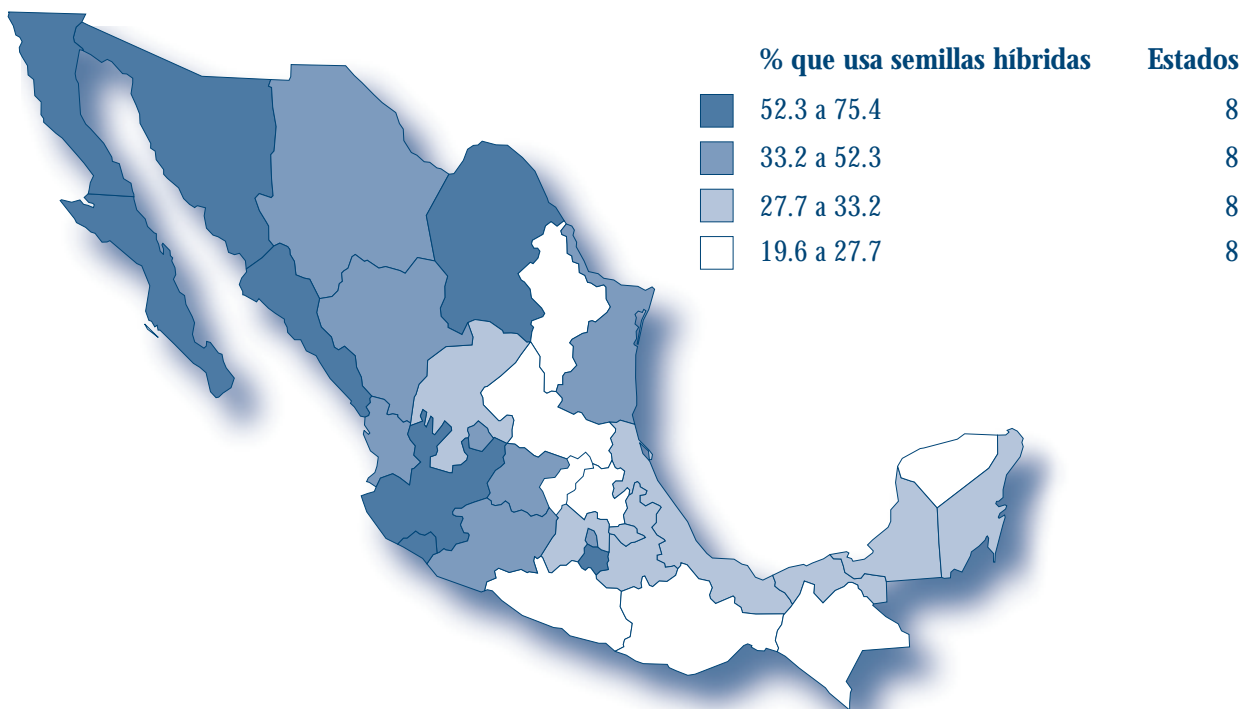 % que usa semillas híbridas Estados
52.3 a 75.4 8
33.2 a 52.3 8
27.7 a 33.2 8
19.6 a 27.7 8